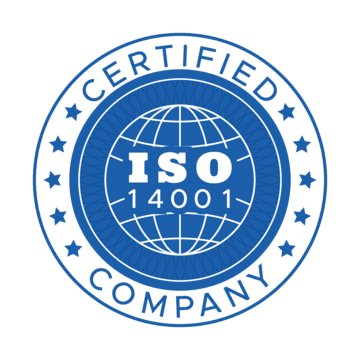 CERTIFIED
ISO
14001
COMPANY